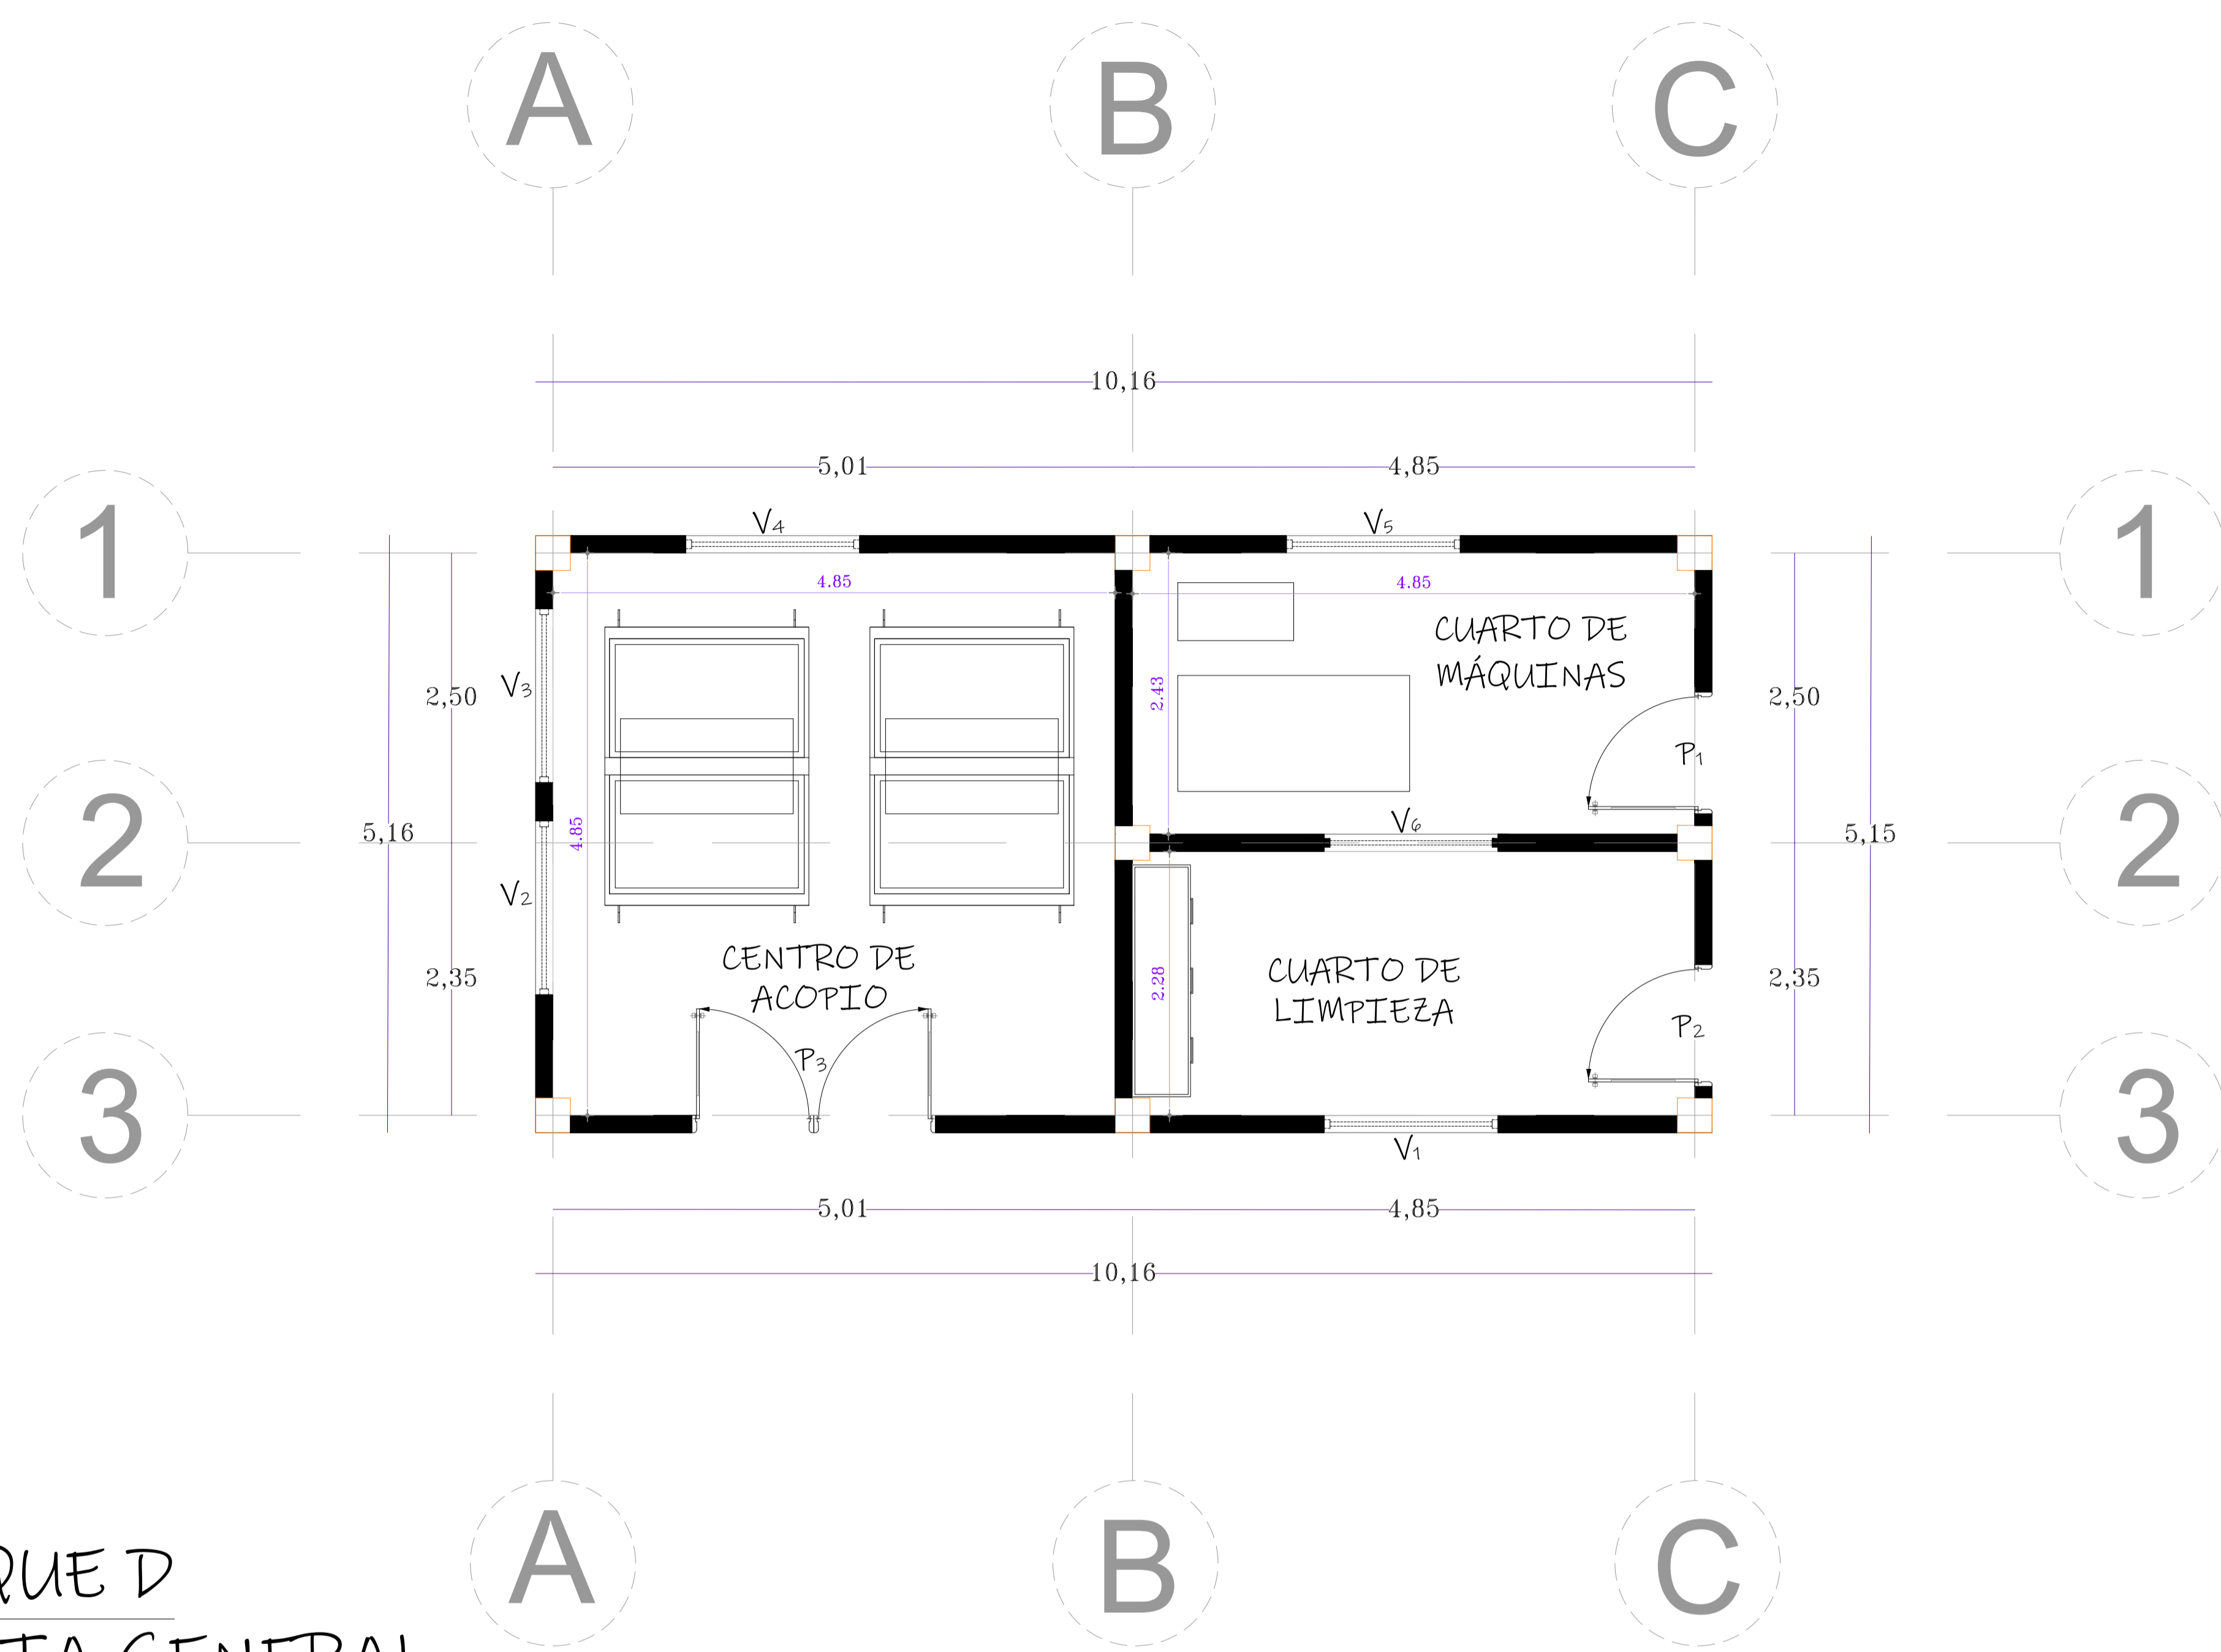 A B C
10,16
5,01 4,85
V4 V5
1 1
4.85 4.85
CUARTO DE
MÁQUINAS
2,50 V3 2.43 2,50
P1
V6
2 5,16 4.85 5,15 2
V2
CENTRO DE
ACOPIO
CUARTO DE
LIMPIEZA
2,35 2.28 2,35
P3 P2
3 3
V1
5,01 4,85
10,16
A B C
QUE D
TA GENERAL